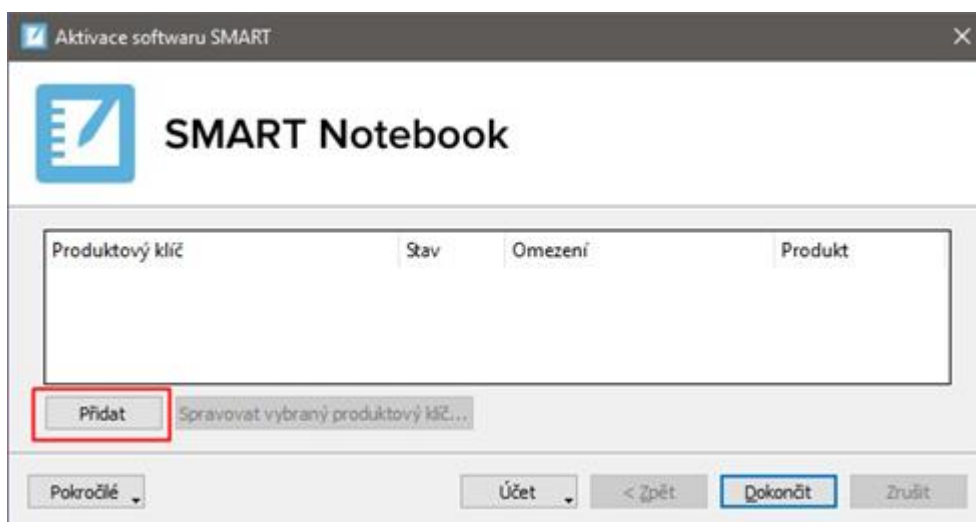 Aktivace softwaru SMART
SMART Notebook
Produktový klíč Stav Omezení Produkt
Přidat Spravovat vybraný produktový klíč...
Pokročilé Účet < Zpět Dokončit Zrušit